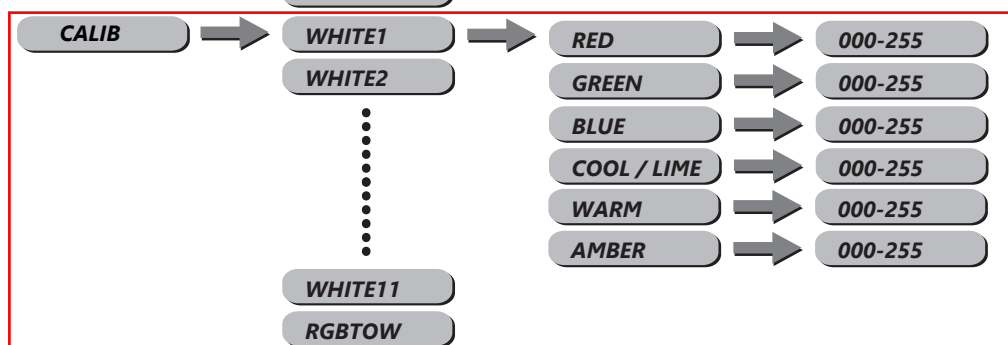 CALIB WHITE1 RED 000-255
WHITE2 GREEN 000-255
BLUE 000-255
COOL / LIME 000-255
WARM 000-255
AMBER 000-255
WHITE11
RGBTOW